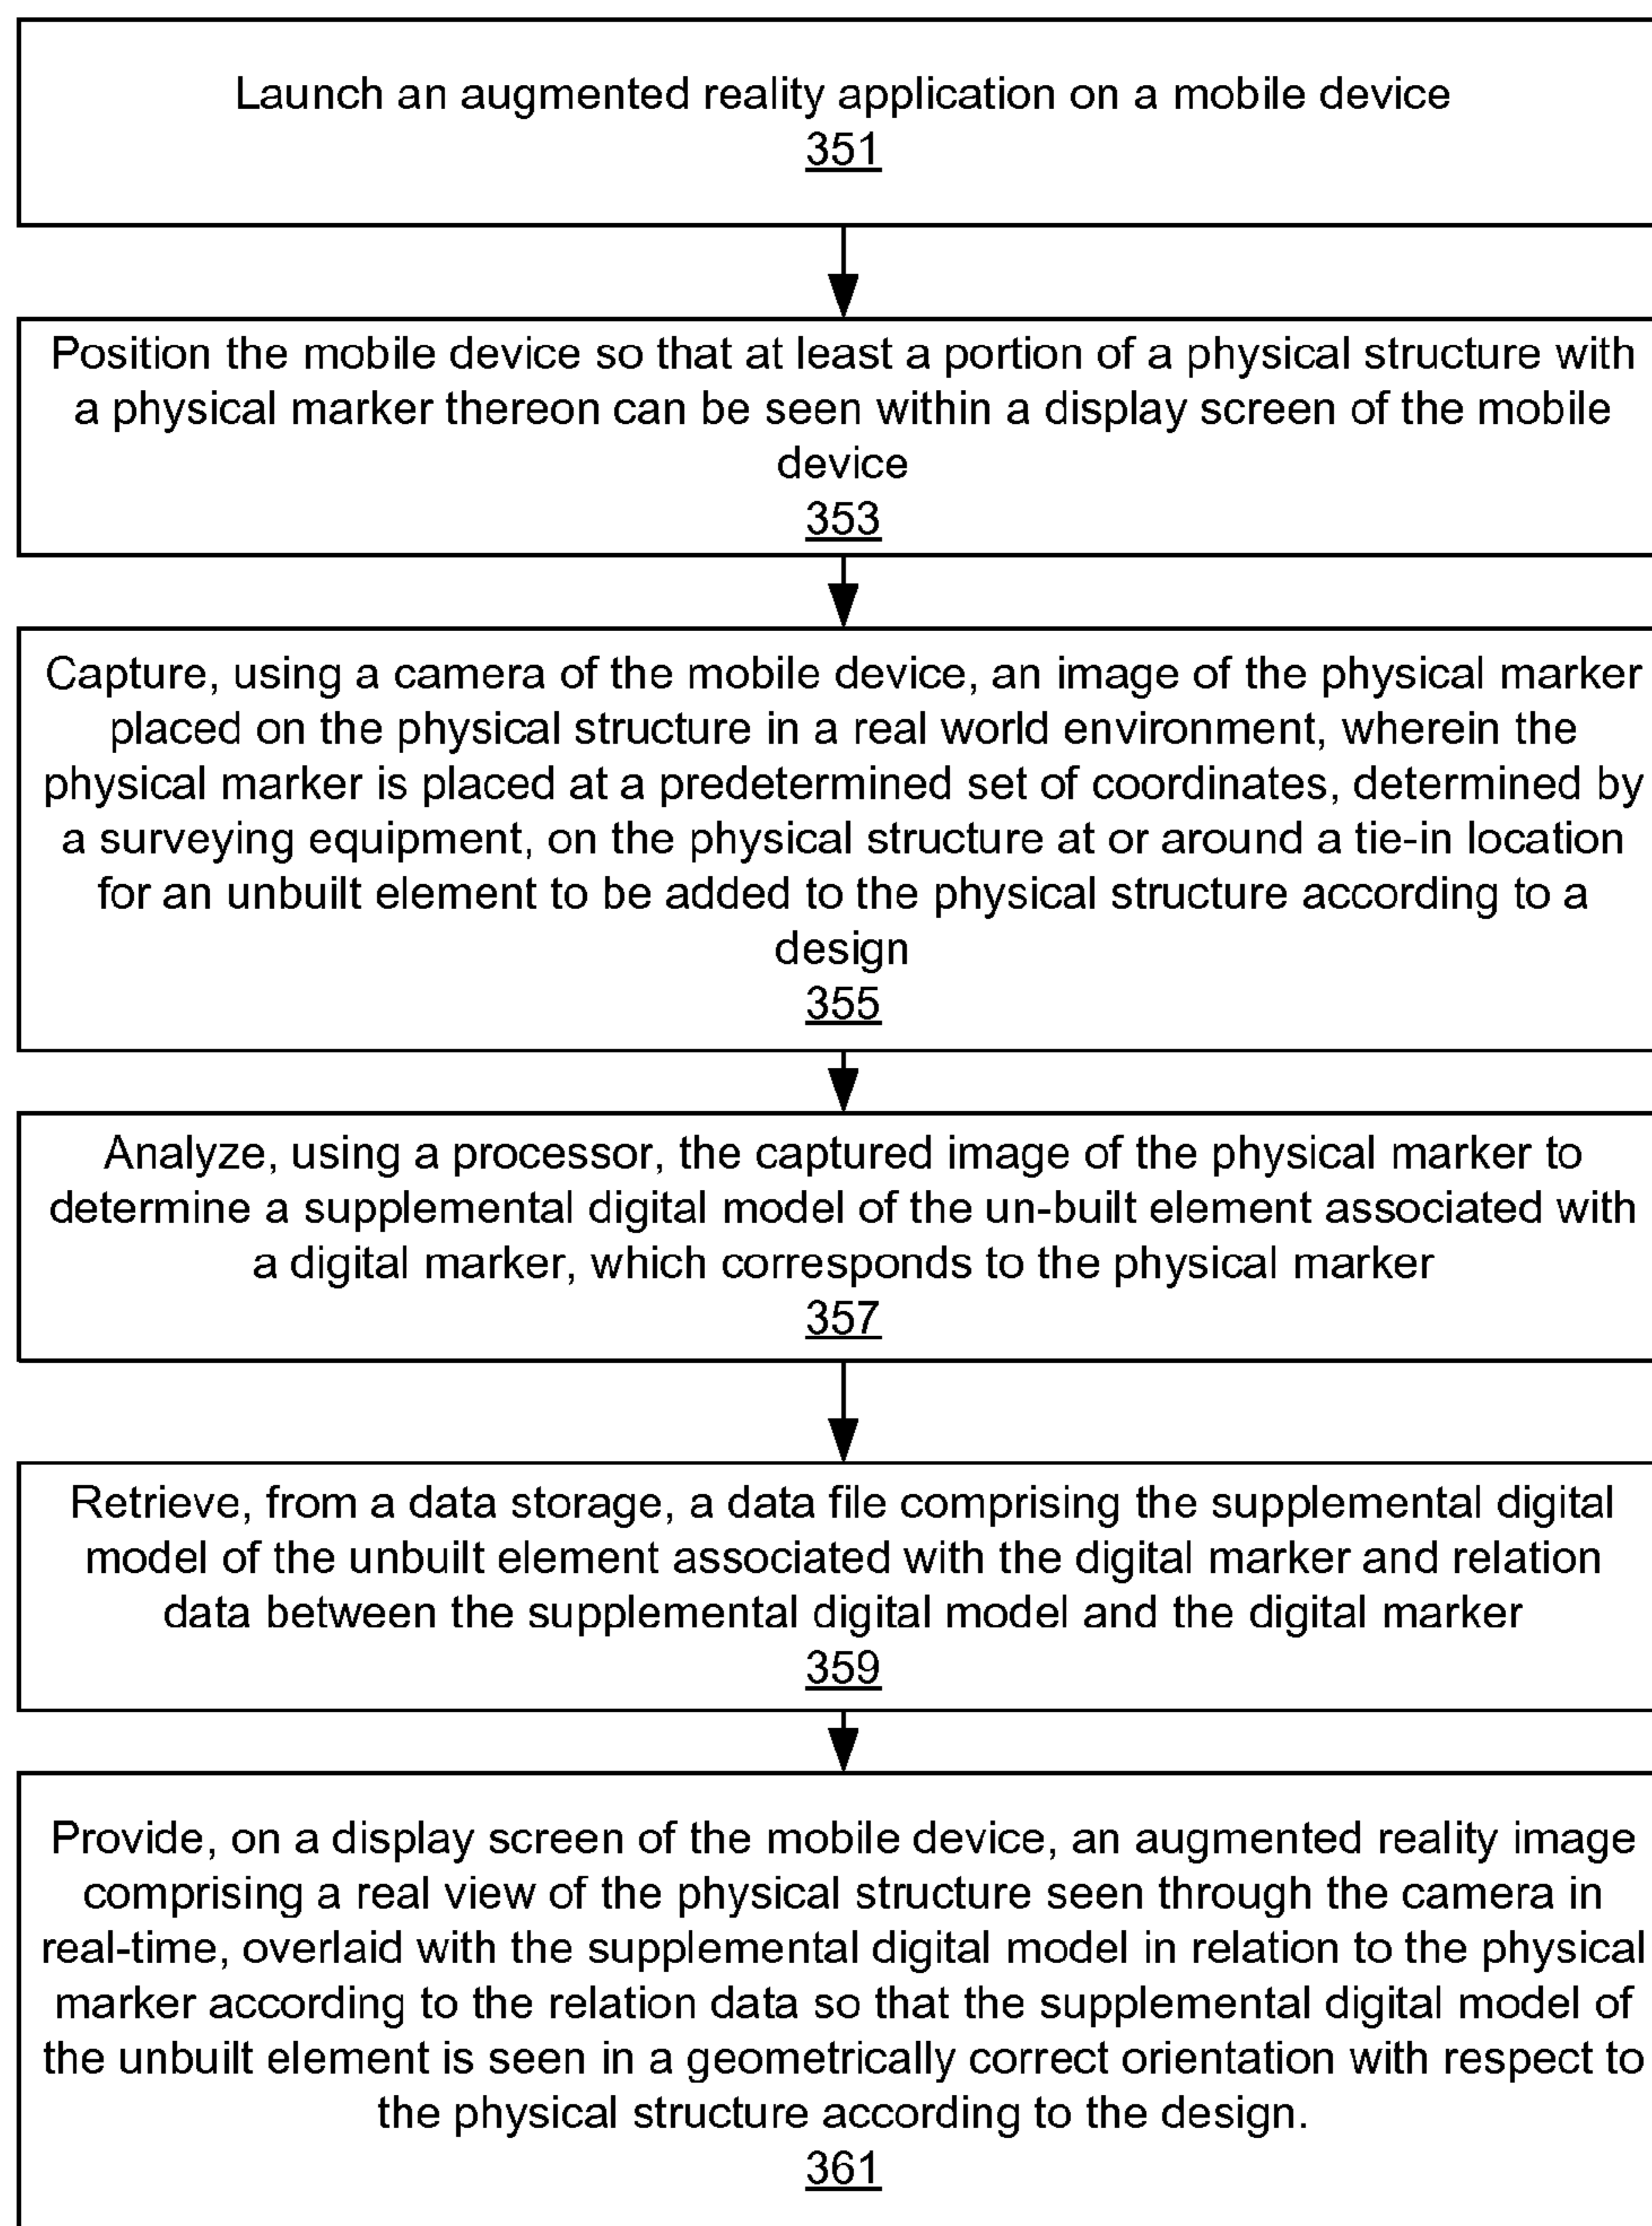 Launch an augmented reality application on a mobile device
351
Position the mobile device so that at least a portion of a physical structure with
a physical marker thereon can be seen within a display screen of the mobile
device
353
Capture, using a camera of the mobile device, an image of the physical marker
placed on the physical structure in a real world environment, wherein the
physical marker is placed at a predetermined set of coordinates, determined by
a surveying equipment, on the physical structure at or around a tie-in location
for an unbuilt element to be added to the physical structure according to a
design
355
Analyze, using a processor, the captured image of the physical marker to
determine a supplemental digital model of the un-built element associated with
a digital marker, which corresponds to the physical marker
357
Retrieve, from a data storage, a data file comprising the supplemental digital
model of the unbuilt element associated with the digital marker and relation
data between the supplemental digital model and the digital marker
359
Provide, on a display screen of the mobile device, an augmented reality image
comprising a real view of the physical structure seen through the camera in
real-time, overlaid with the supplemental digital model in relation to the physical
marker according to the relation data so that the supplemental digital model of
the unbuilt element is seen in a geometrically correct orientation with respect to
the physical structure according to the design.
361